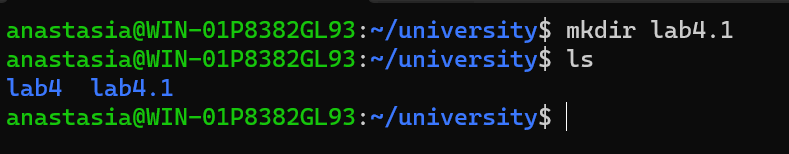 anastasia@WIN-01P8382GL93:~/university$ mkdir lab4.1
anastasia@WIN-01P8382GL93:~/university$ ls
lab4  lab4.1
anastasia@WIN-01P8382GL93:~/university$